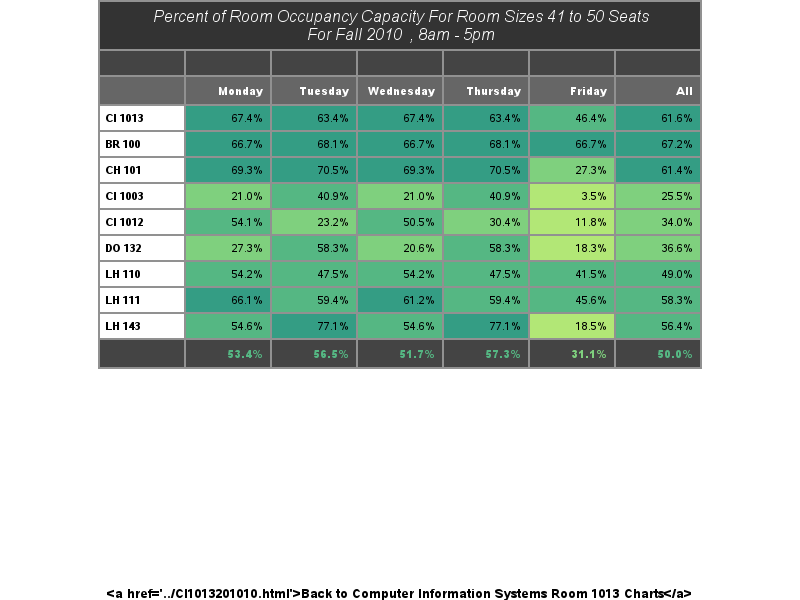 Percent of Room Occupancy Capacity For Room Sizes 41 to 50 Seats
For Fall 2010 , 8am - 5pm
Monday Tuesday Wednesday Thursday Friday All
CI 1013 67.4% 63.4% 67.4% 63.4% 46.4% 61.6%
BR 100 66.7% 68.1% 66.7% 68.1% 66.7% 67.2%
CH 101 69.3% 70.5% 69.3% 70.5% 27.3% 61.4%
CI 1003 21.0% 40.9% 21.0% 40.9% 3.5% 25.5%
CI 1012 54.1% 23.2% 50.5% 30.4% 11.8% 34.0%
DO 132 27.3% 58.3% 20.6% 58.3% 18.3% 36.6%
LH 110 54.2% 47.5% 54.2% 47.5% 41.5% 49.0%
LH 111 66.1% 59.4% 61.2% 59.4% 45.6% 58.3%
LH 143 54.6% 77.1% 54.6% 77.1% 18.5% 56.4%
53.4% 56.5% 51.7% 57.3% 31.1% 50.0%
<a href='../CI1013201010.html'>Back to Computer Information Systems Room 1013 Charts</a>